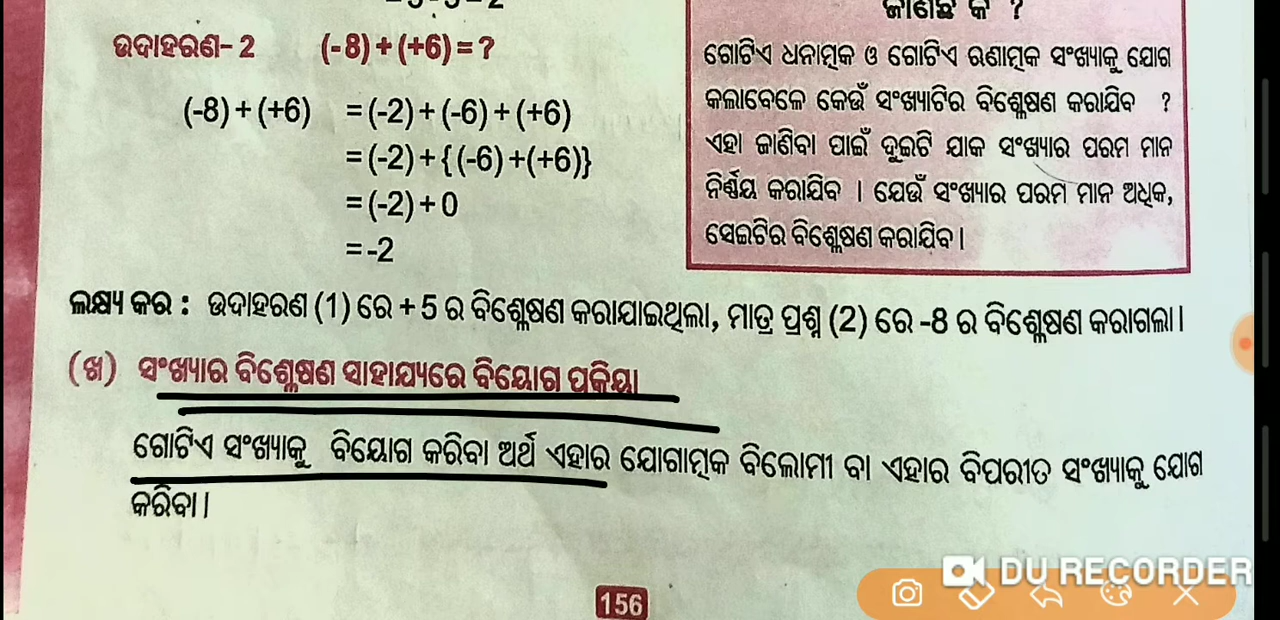 ଉଦାହରଣ- 2 (- 8) + (+6) = ?
(-8) + (+6) = (-2) + (-6) + (+6)
= (-2) + {(-6) +(+6)}
= (-2) + 0
= -2
ଜାଣିଛ କି ?
ଗୋଟିଏ ଧନାତ୍ମକ ଓ ଗୋଟିଏ ଋଣାତ୍ମକ ସଂଖ୍ୟାକୁ ଯୋଗ
କଲାବେଳେ କେଉଁ ସଂଖ୍ୟାଟିର ବିଶ୍ଳେଷଣ କରାଯିବ ?
ଏହା ଜାଣିବା ପାଇଁ ଦୁଇଟି ଯାକ ସଂଖ୍ୟାର ପରମ ମାନ
ନିର୍ଣ୍ଣୟ କରାଯିବ । ଯେଉଁ ସଂଖ୍ୟାର ପରମ ମାନ ଅଧିକ,
ସେଇଟିର ବିଶ୍ଳେଷଣ କରାଯିବ।
ଲକ୍ଷ୍ୟ କର : ଉଦାହରଣ (1) ରେ + 5 ର ବିଶ୍ଳେଷଣ କରାଯାଇଥିଲା, ମାତ୍ର ପ୍ରଶ୍ନ (2) ରେ -8 ର ବିଶ୍ଳେଷଣ କରାଗଲା।
(ଖ) ସଂଖ୍ୟାର ବିଶ୍ଳେଷଣ ସାହାଯ୍ୟରେ ବିୟୋଗ ପ୍ରକ୍ରିୟା
ଗୋଟିଏ ସଂଖ୍ୟାକୁ ବିୟୋଗ କରିବା ଅର୍ଥ ଏହାର ଯୋଗାତ୍ମକ ବିଲୋମୀ ବା ଏହାର ବିପରୀତ ସଂଖ୍ୟାକୁ ଯୋଗ
କରିବା।
156
DU RECORDER